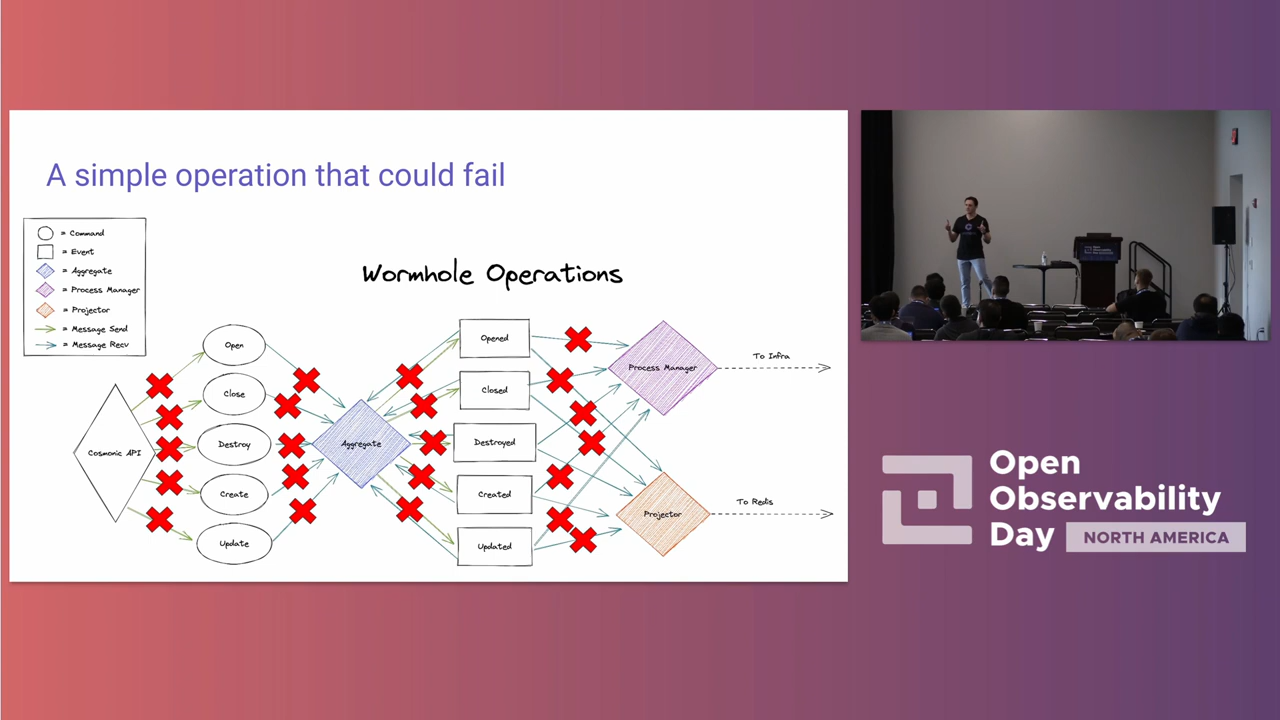 A simple operation that could fail
= Command
= Event
= Aggregate
= Process Manager
= Projector
= Message Send
= Message Recv
Wormhole Operations
Cosmonic API
Open
Close
Destroy
Create
Update
Aggregate
Opened
Closed
Destroyed
Created
Updated
Process Manager
Projector
To Infra
To Redis
Open
Observability
Day NORTH AMERICA